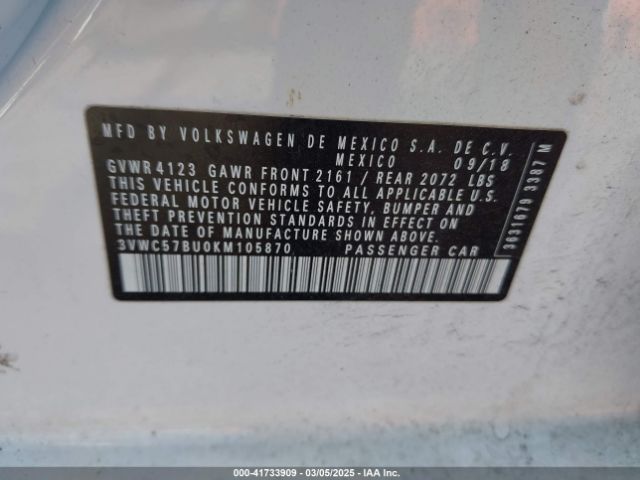 MFD BY VOLKSWAGEN DE MEXICO S.A. DE C.V.
MEXICO 09/18
GVWR 4123 GAWR FRONT 2161 / REAR 2072 LBS
THIS VEHICLE CONFORMS TO ALL APPLICABLE U.S.
FEDERAL MOTOR VEHICLE SAFETY, BUMPER AND
THEFT PREVENTION STANDARDS IN EFFECT ON
THE DATE OF MANUFACTURE SHOWN ABOVE.
3VWC57BU0KM105870 PASSENGER CAR
3631079 3387 M
000-41733909 — 03/05/2025 — IAA Inc.